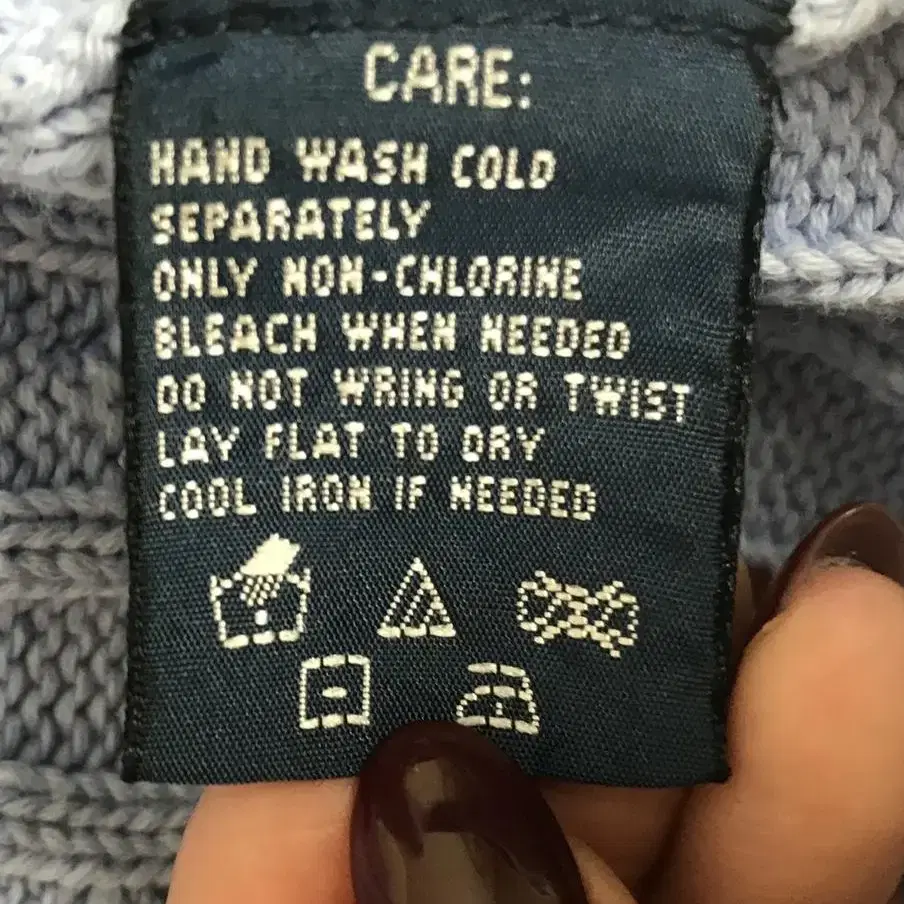 CARE:
HAND WASH COLD
SEPARATELY
ONLY NON-CHLORINE
BLEACH WHEN NEEDED
DO NOT WRING OR TWIST
LAY FLAT TO DRY
COOL IRON IF NEEDED